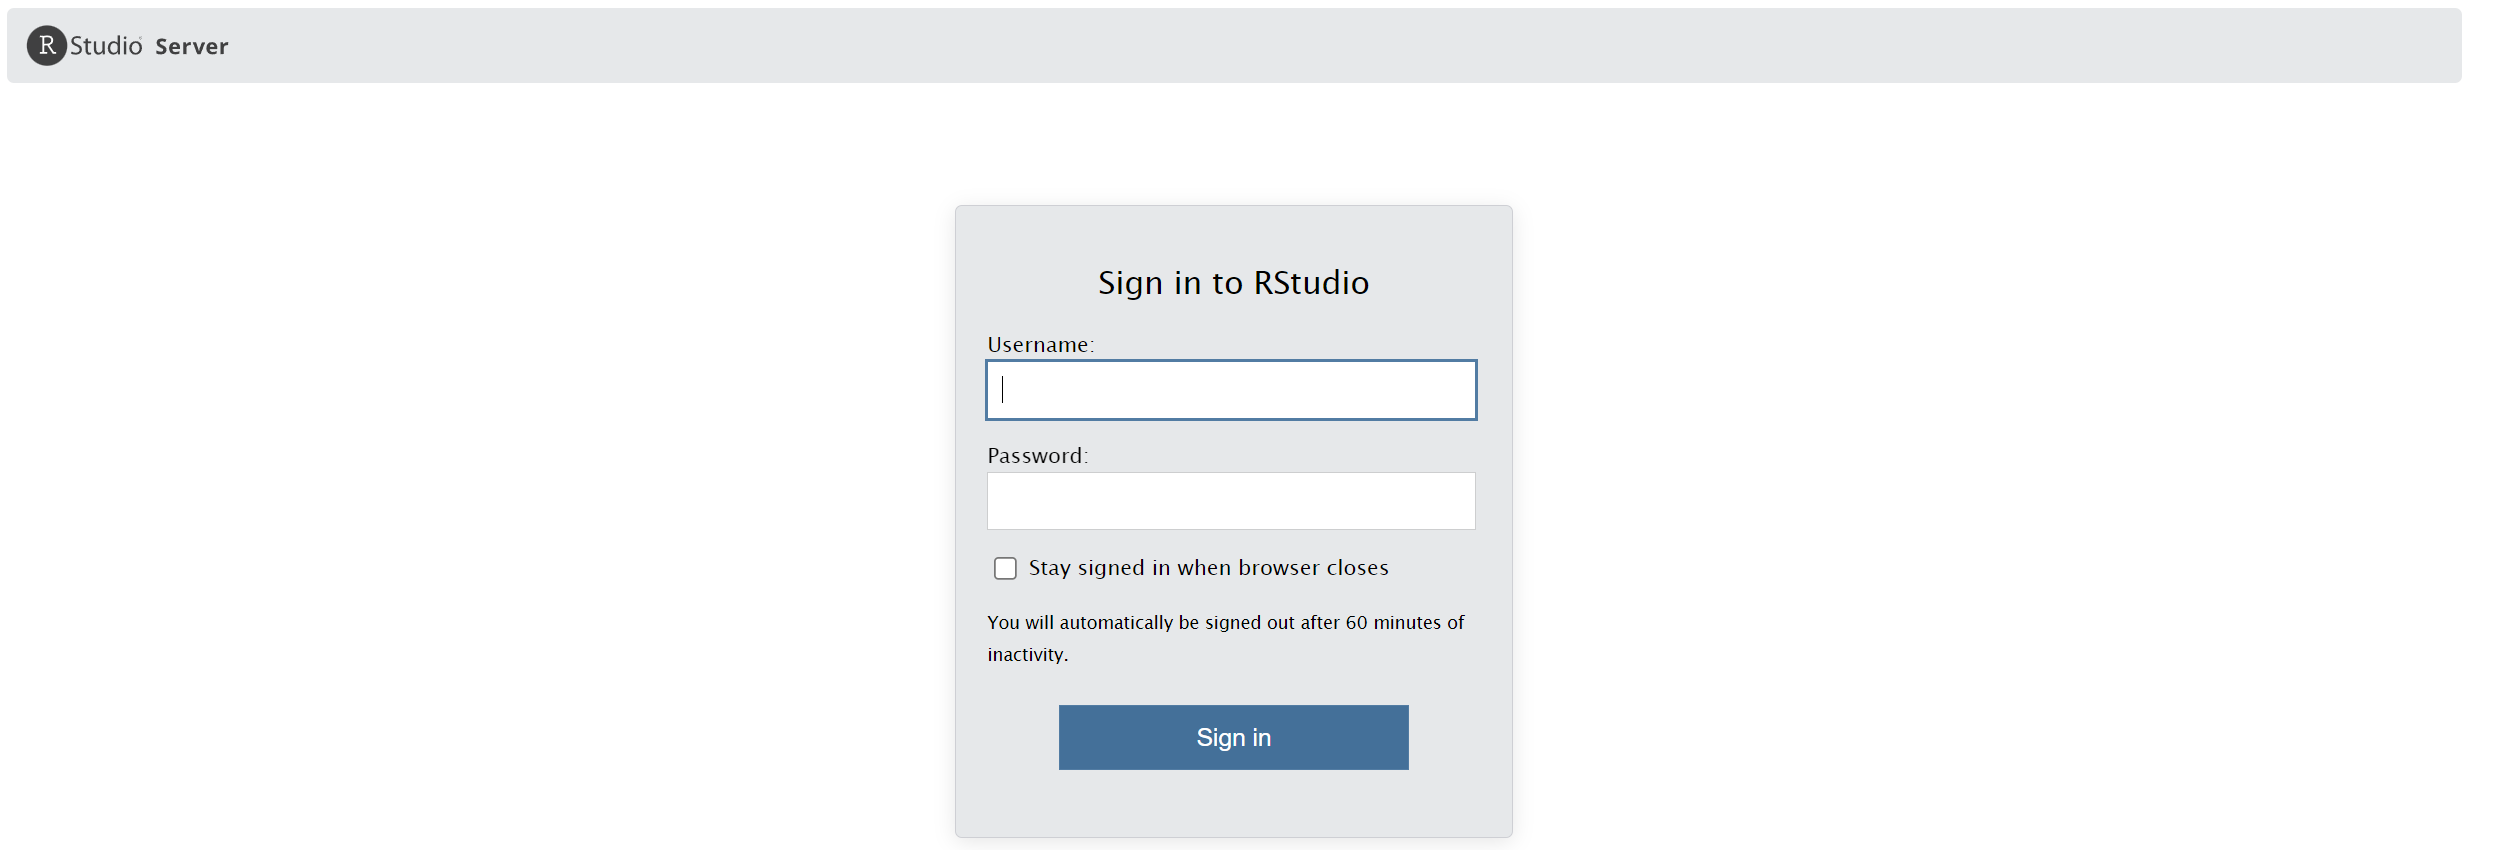 RStudio Server
Sign in to RStudio
Username:
Password:
Stay signed in when browser closes
You will automatically be signed out after 60 minutes of
inactivity.
Sign in